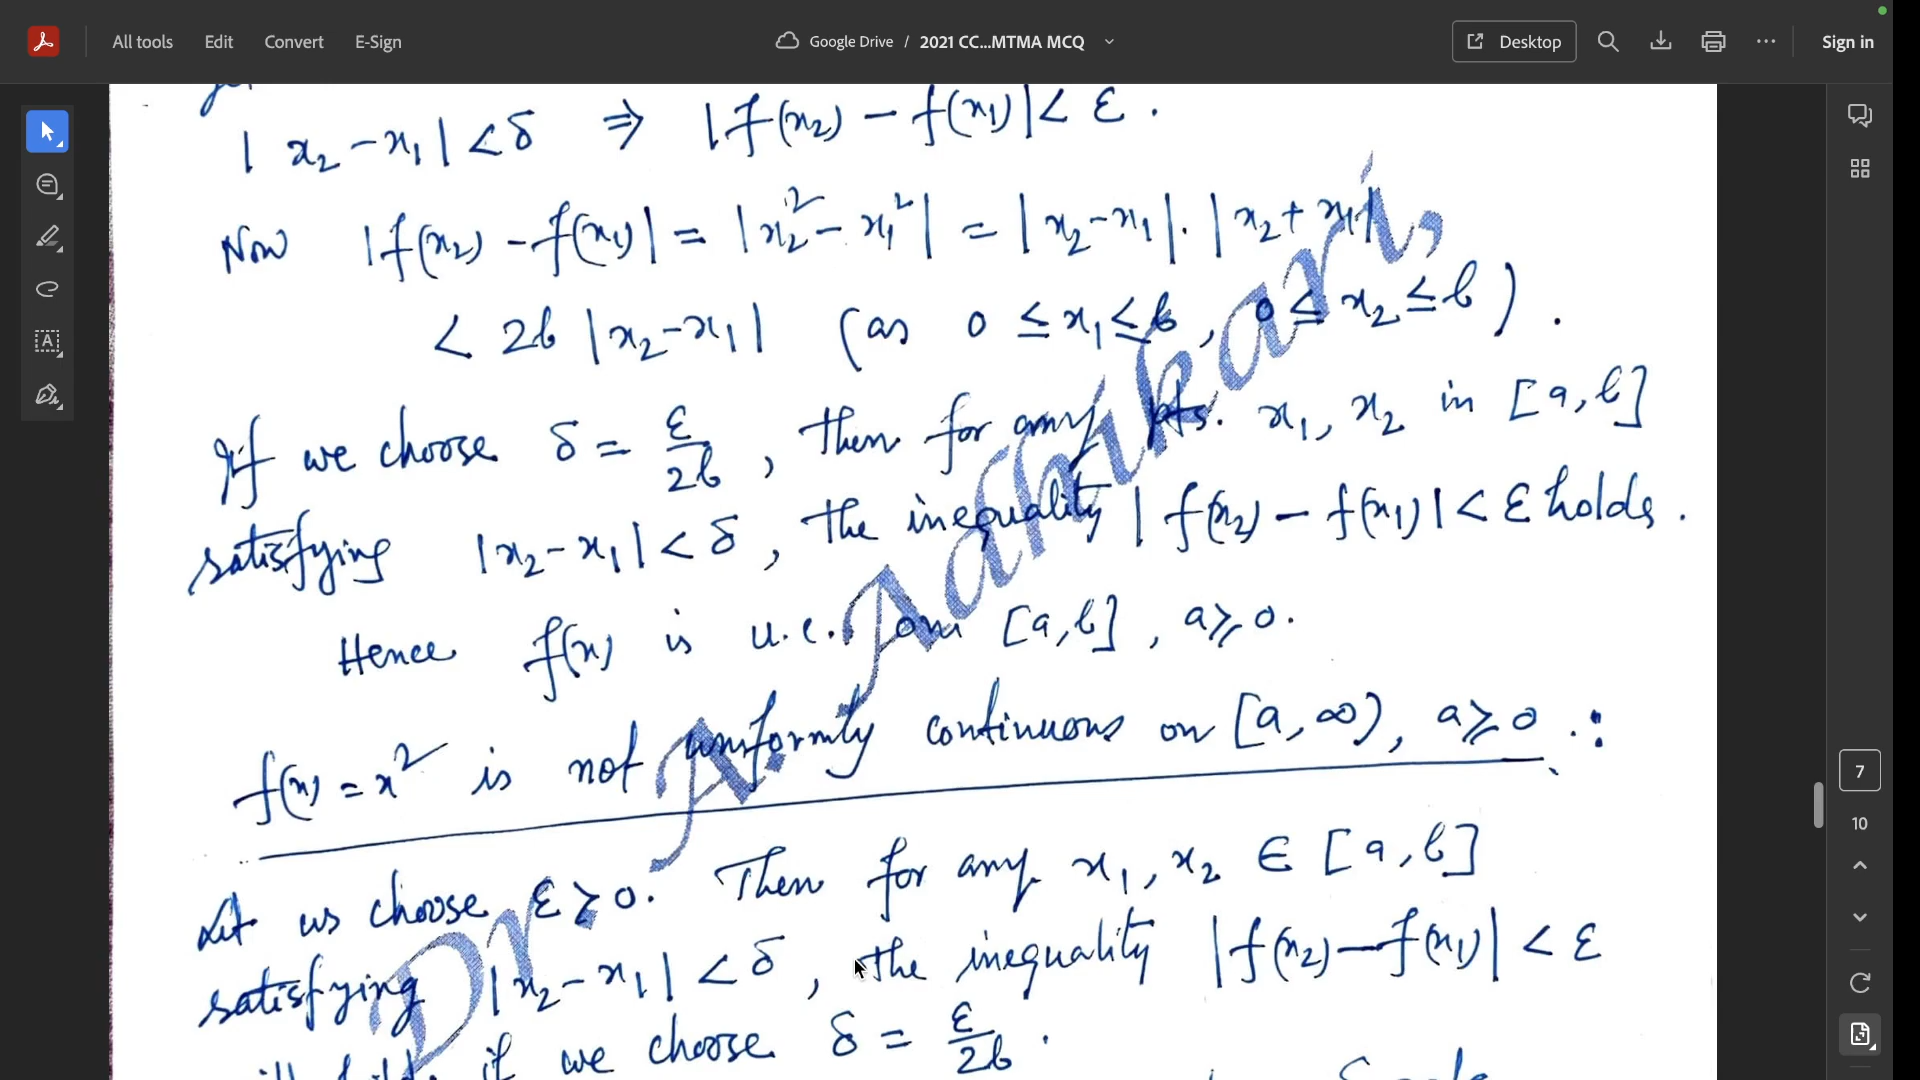 All tools Edit Convert E-Sign Google Drive / 2021 CC...MTMA MCQ Desktop Sign in
| x₂ - x₁ | < δ ⇒ | f(x₂) - f(x₁) | < ε .
Now | f(x₂) - f(x₁) | = | x₂² - x₁² | = | x₂ - x₁ | . | x₂ + x₁ |
< 2b | x₂ - x₁ | (as 0 ≤ x₁ ≤ b, 0 ≤ x₂ ≤ b) .
If we choose δ = ε/2b , then for any pts. x₁, x₂ in [a, b]
satisfying | x₂ - x₁ | < δ , the inequality | f(x₂) - f(x₁) | < ε holds .
Hence f(x) is u.c. on [a, b] , a ≥ 0 .
f(x) = x² is not uniformly continuous on [a, ∞), a ≥ 0 . :
Let us choose ε > 0. Then for any x₁, x₂ ∈ [a, b]
satisfying | x₂ - x₁ | < δ , the inequality | f(x₂) - f(x₁) | < ε
if we choose δ = ε/2b .
Dr. A. Adhikari,
7
10